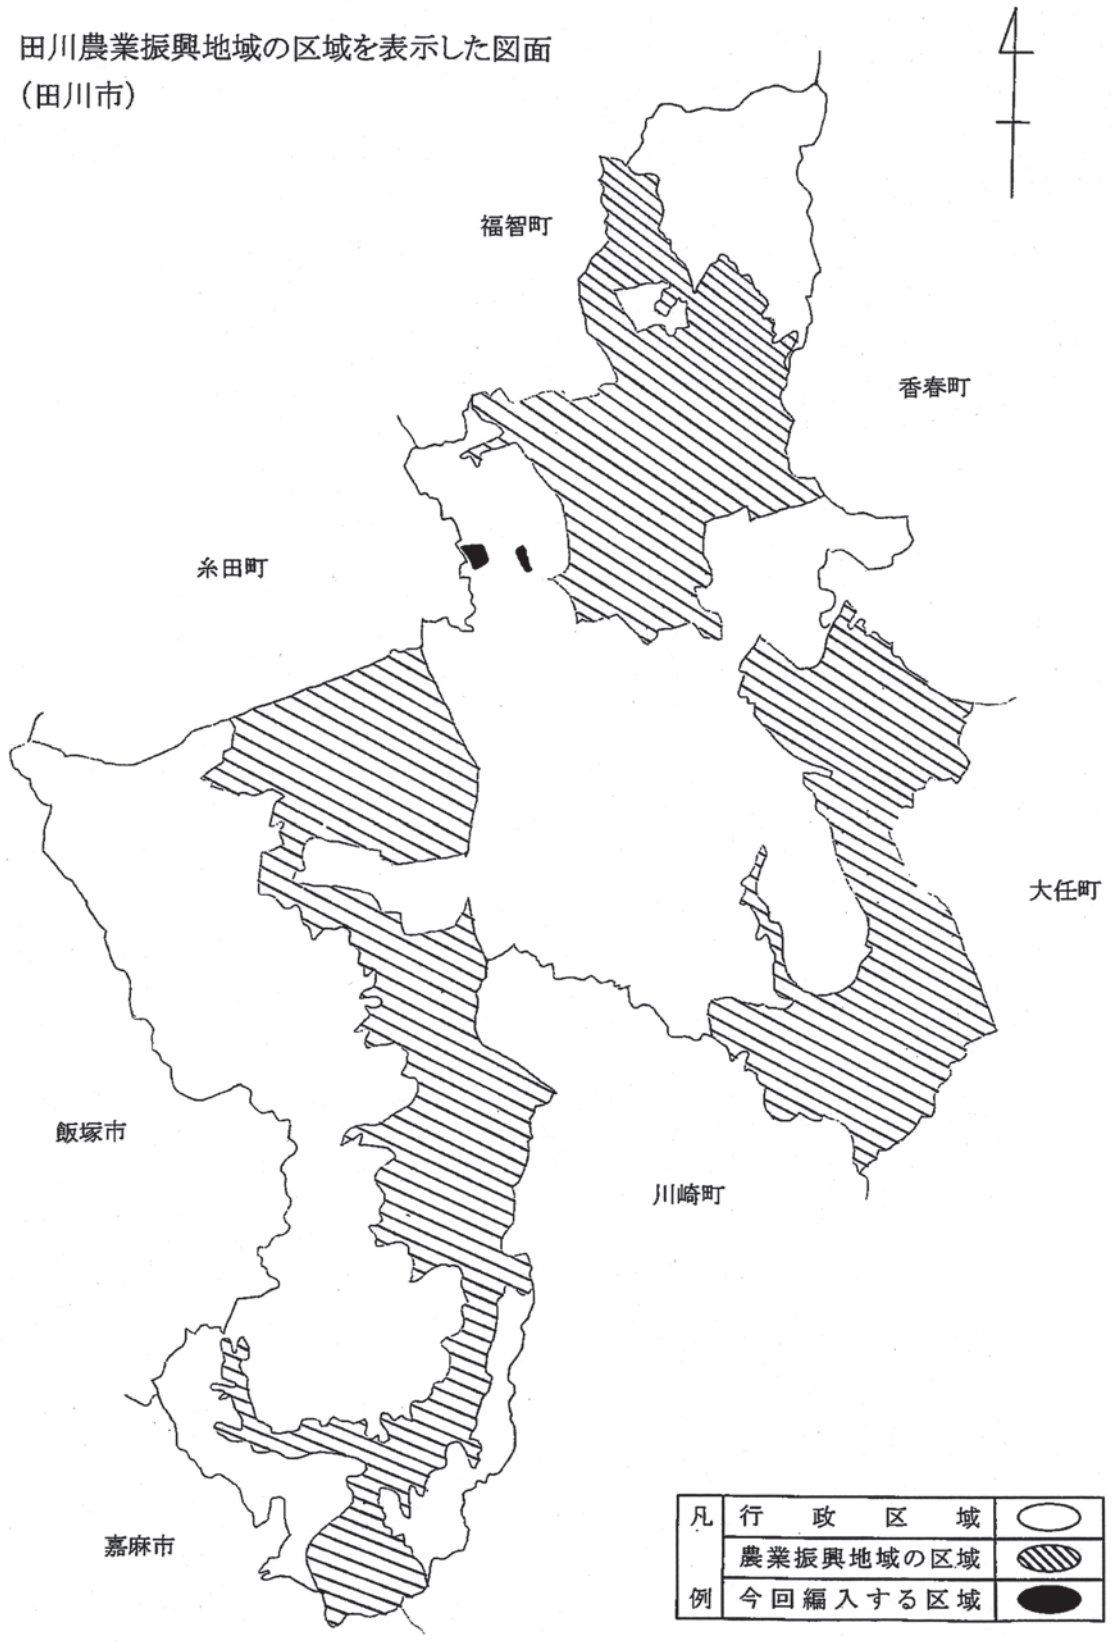 田川農業振興地域の区域を表示した図面
(田川市)
福智町
香春町
糸田町
大任町
飯塚市
川崎町
嘉麻市
凡例
行政区域
農業振興地域の区域
今回編入する区域